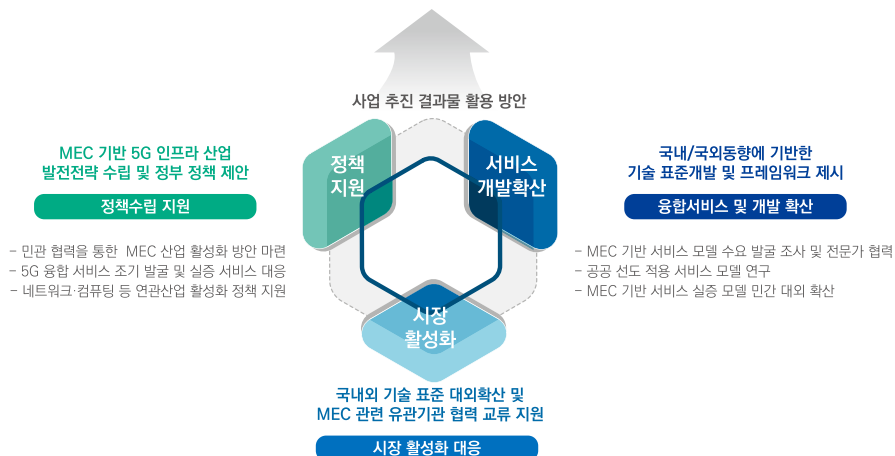 사업 추진 결과물 활용 방안
MEC 기반 5G 인프라 산업
발전전략 수립 및 정부 정책 제안
정책수립 지원
- 민관 협력을 통한 MEC 산업 활성화 방안 마련
- 5G 융합 서비스 조기 발굴 및 실증 서비스 대응
- 네트워크·컴퓨팅 등 연관산업 활성화 정책 지원
정책
지원
서비스
개발확산
시장
활성화
국내/국외동향에 기반한
기술 표준개발 및 프레임워크 제시
융합서비스 및 개발 확산
- MEC 기반 서비스 모델 수요 발굴 조사 및 전문가 협력
- 공공 선도 적용 서비스 모델 연구
- MEC 기반 서비스 실증 모델 민간 대외 확산
국내외 기술 표준 대외확산 및
MEC 관련 유관기관 협력 교류 지원
시장 활성화 대응